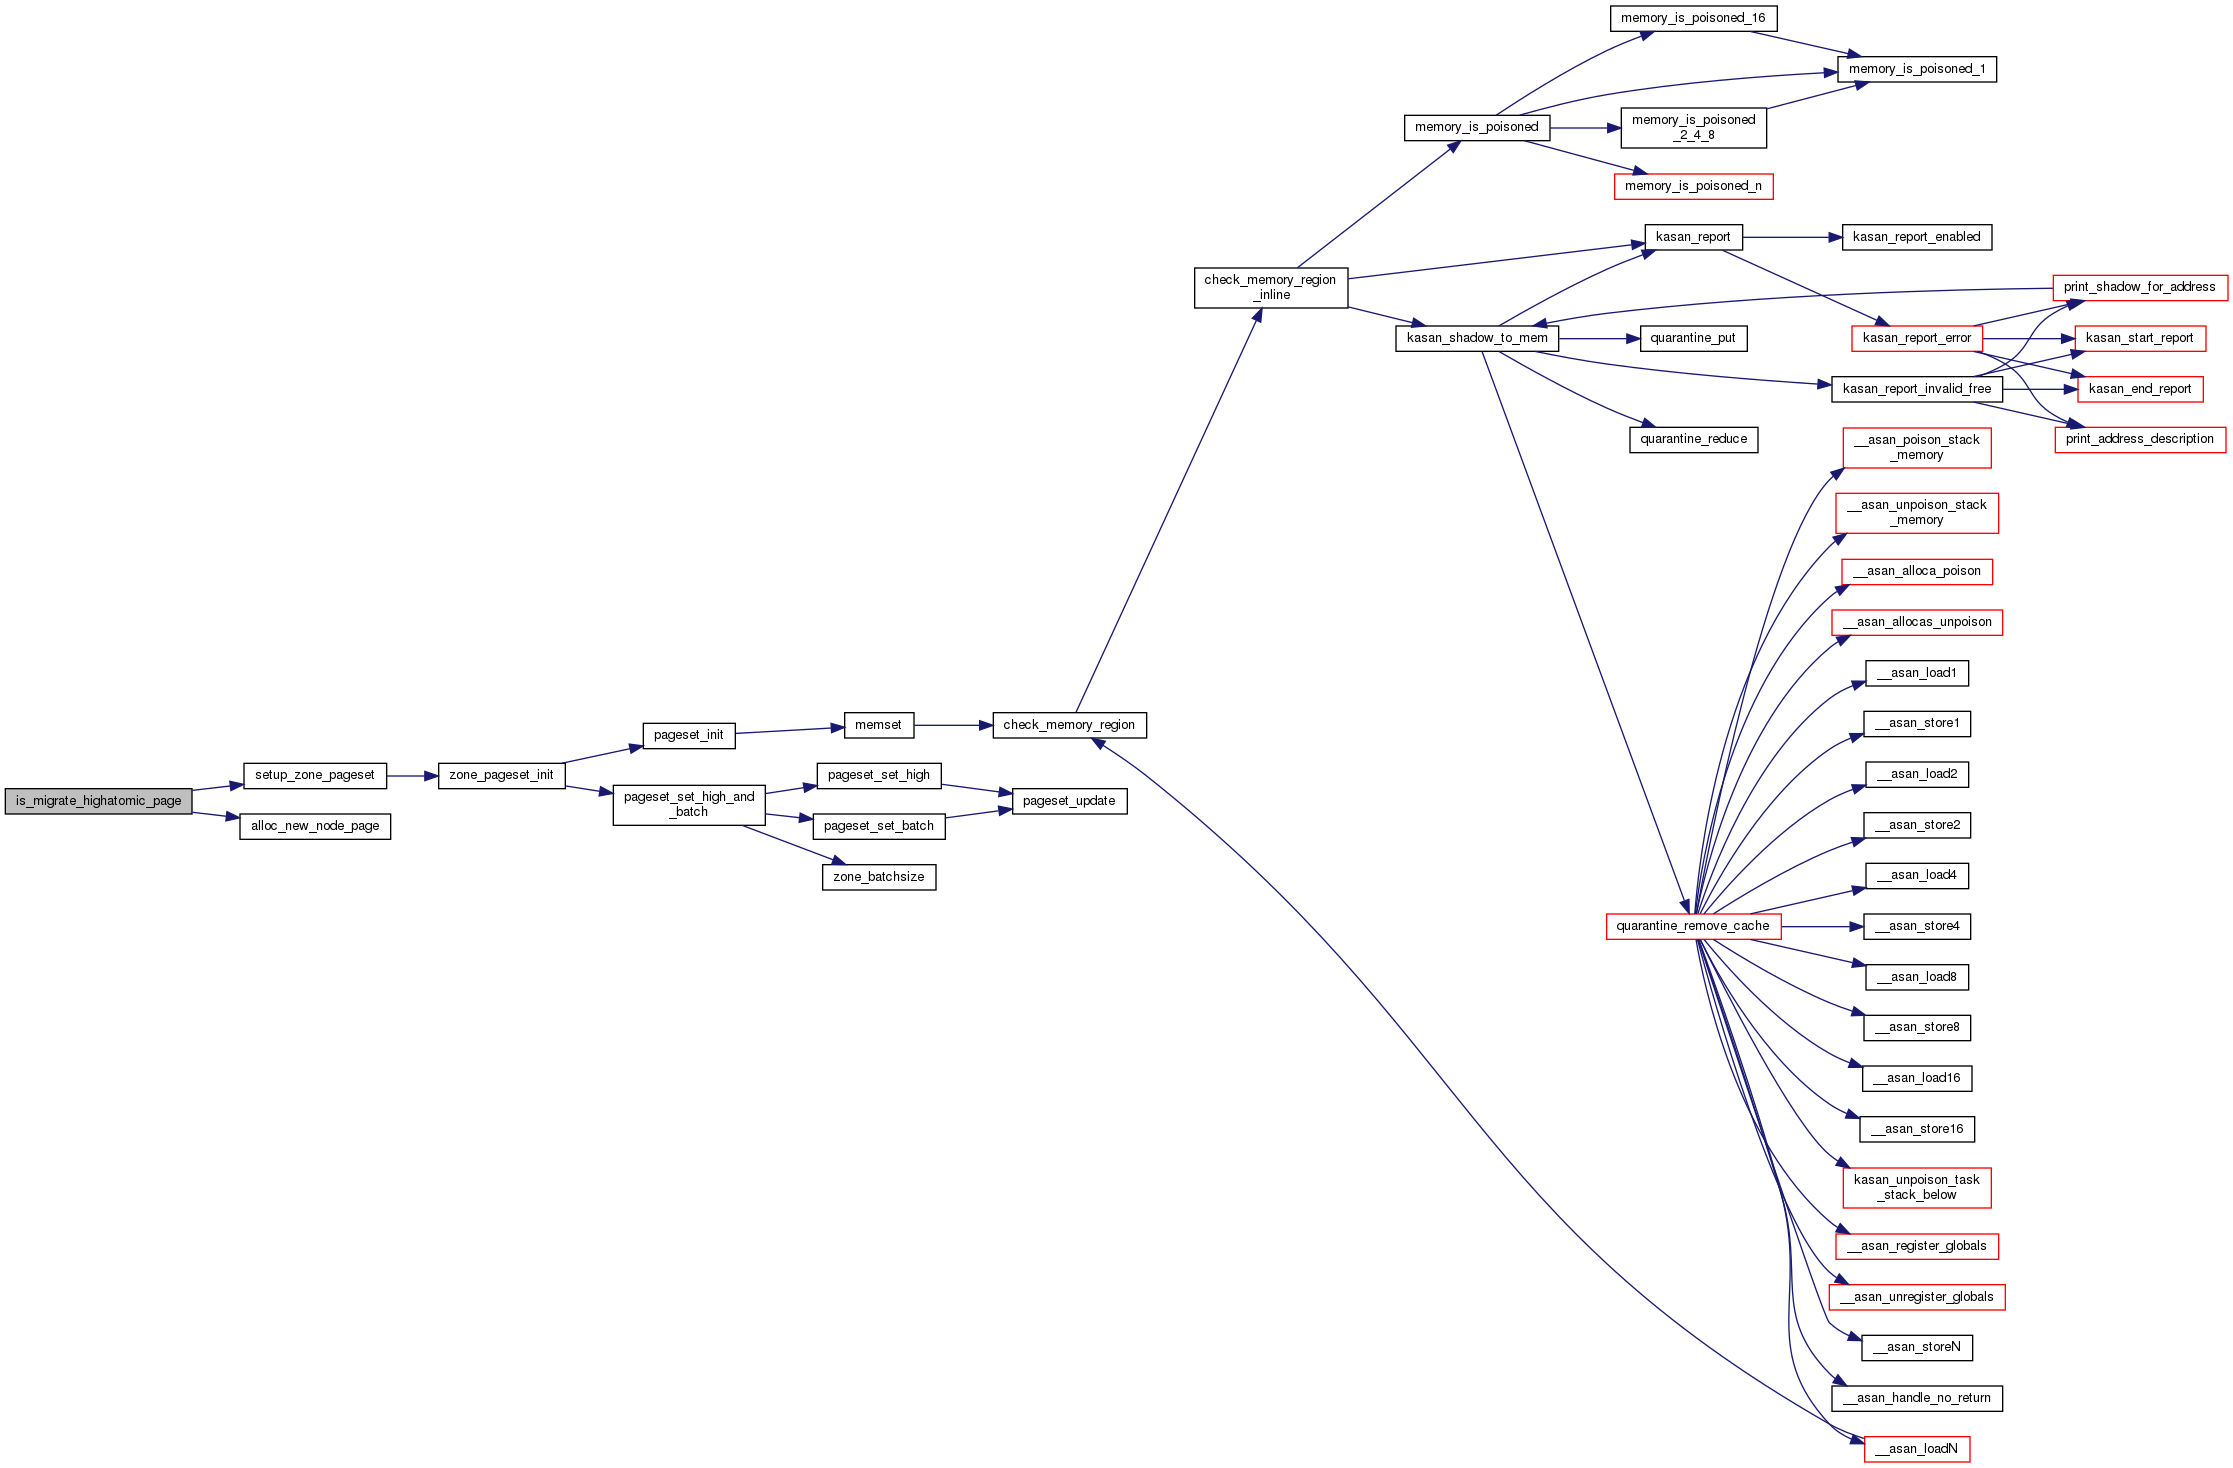 is_migrate_highatomic_page
setup_zone_pageset
alloc_new_node_page
zone_pageset_init
pageset_init
pageset_set_high_and
_batch
memset
pageset_set_high
pageset_set_batch
zone_batchsize
check_memory_region
pageset_update
check_memory_region
_inline
memory_is_poisoned
kasan_shadow_to_mem
memory_is_poisoned_16
memory_is_poisoned
_2_4_8
memory_is_poisoned_n
kasan_report
quarantine_put
quarantine_reduce
quarantine_remove_cache
memory_is_poisoned_1
kasan_report_enabled
kasan_report_error
kasan_report_invalid_free
__asan_poison_stack
_memory
__asan_unpoison_stack
_memory
__asan_alloca_poison
__asan_allocas_unpoison
__asan_load1
__asan_store1
__asan_load2
__asan_store2
__asan_load4
__asan_store4
__asan_load8
__asan_store8
__asan_load16
__asan_store16
kasan_unpoison_task
_stack_below
__asan_register_globals
__asan_unregister_globals
__asan_storeN
__asan_handle_no_return
__asan_loadN
print_shadow_for_address
kasan_start_report
kasan_end_report
print_address_description